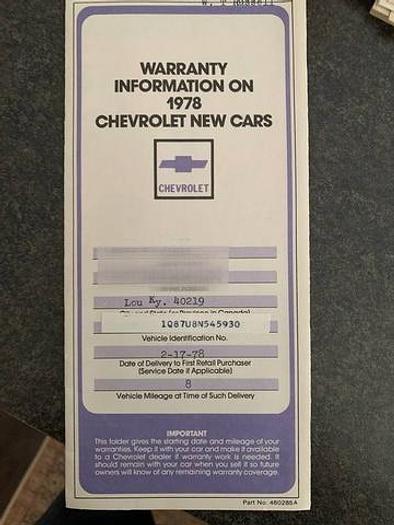 WARRANTY
INFORMATION ON
1978
CHEVROLET NEW CARS
CHEVROLET
Lou Ky. 40219
1Q87U8N545930
Vehicle Identification No.
2-17-78
Date of Delivery to First Retail Purchaser
(Service Date if Applicable)
8
Vehicle Mileage at Time of Such Delivery
IMPORTANT
This folder gives the starting date and mileage of your
warranties. Keep it with your car and make it available
to a Chevrolet dealer if warranty work is needed. It
should remain with your car when you sell it so future
owners will know of any remaining warranty coverage.
Part No. 460285A